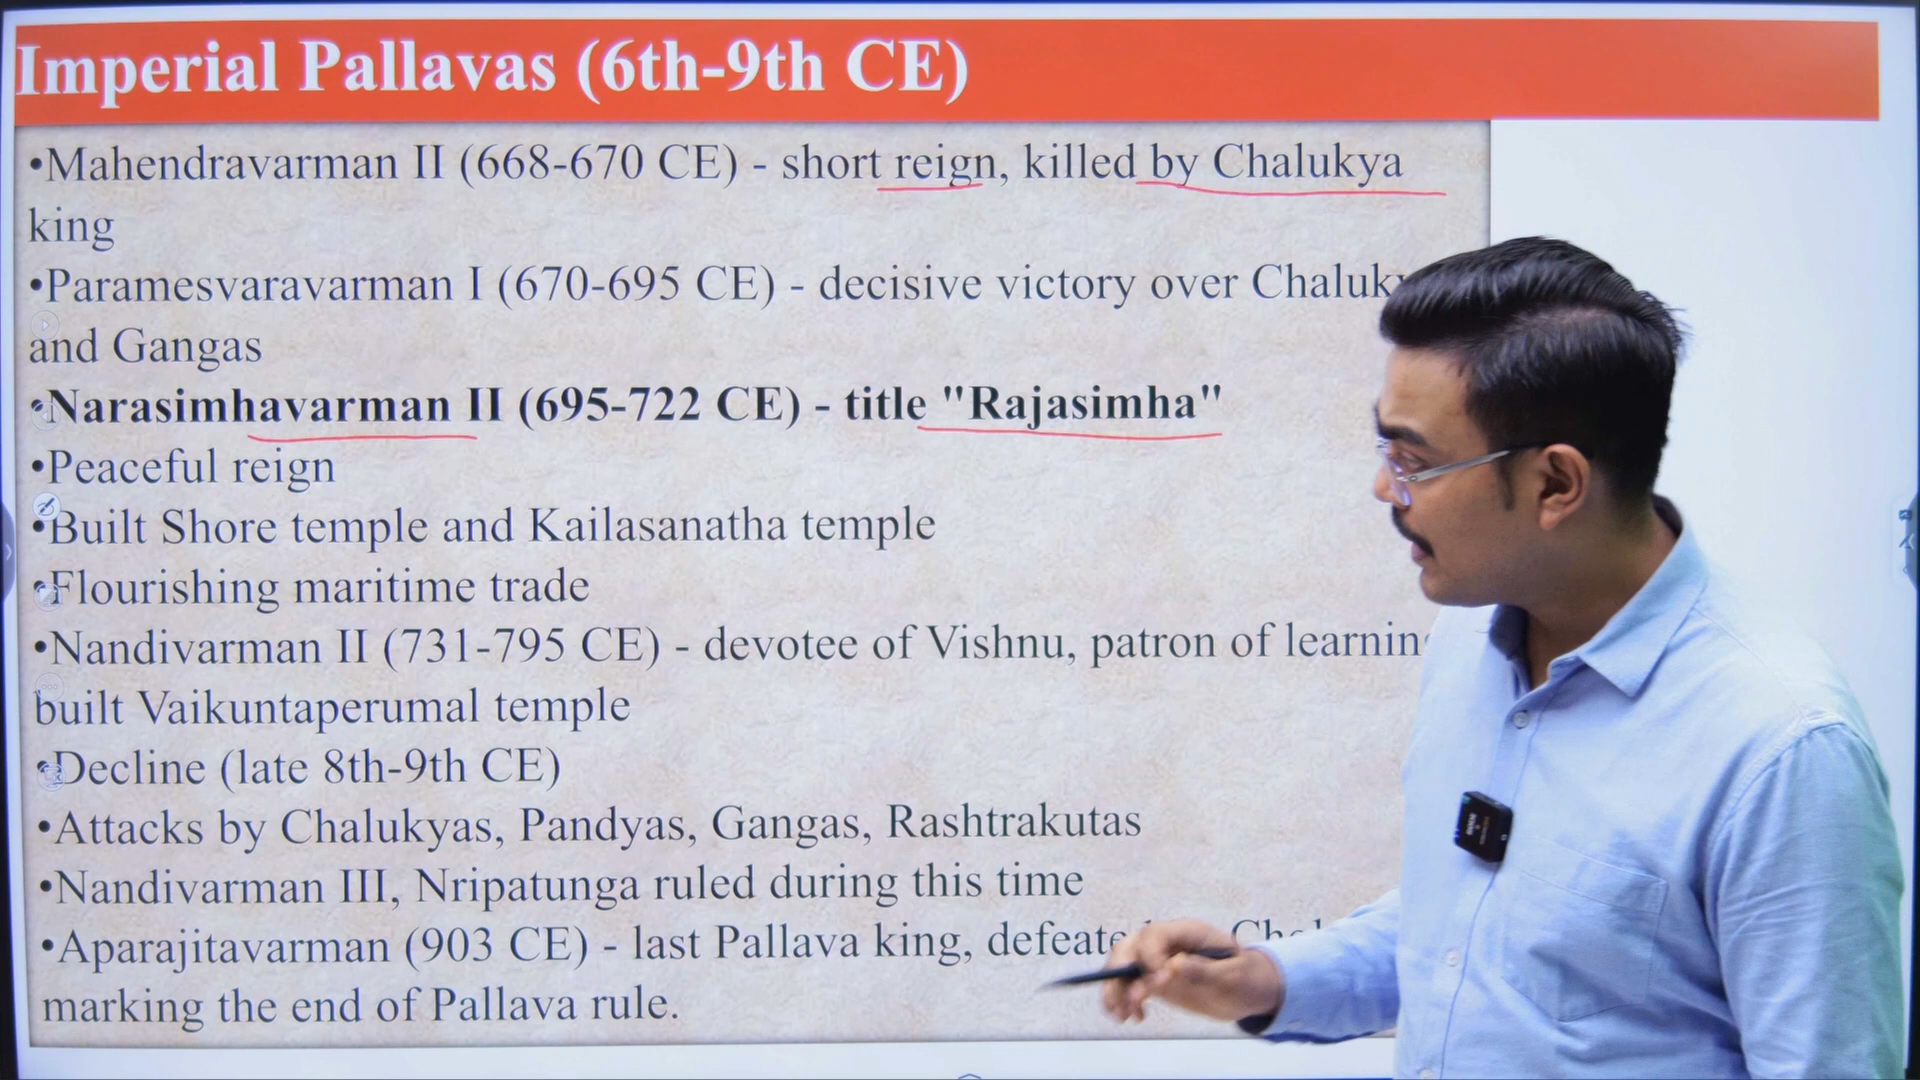 Imperial Pallavas (6th-9th CE)
•Mahendravarman II (668-670 CE) - short reign, killed by Chalukya
king
•Paramesvaravarman I (670-695 CE) - decisive victory over
and Gangas
•Narasimhavarman II (695-722 CE) - title "Rajasimha"
•Peaceful reign
•Built Shore temple and Kailasanatha temple
•Flourishing maritime trade
•Nandivarman II (731-795 CE) - devotee of Vishnu, patron of
built Vaikuntaperumal temple
•Decline (late 8th-9th CE)
•Attacks by Chalukyas, Pandyas, Gangas, Rashtrakutas
•Nandivarman III, Nripatunga ruled during this time
•Aparajitavarman (903 CE) - last Pallava king,
marking the end of Pallava rule.